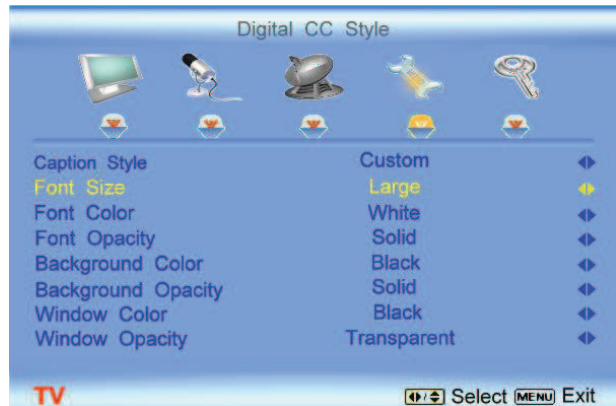 Digital CC Style
Caption Style Custom
Font Size Large
Font Color White
Font Opacity Solid
Background Color Black
Background Opacity Solid
Window Color Black
Window Opacity Transparent
TV Select MENU Exit